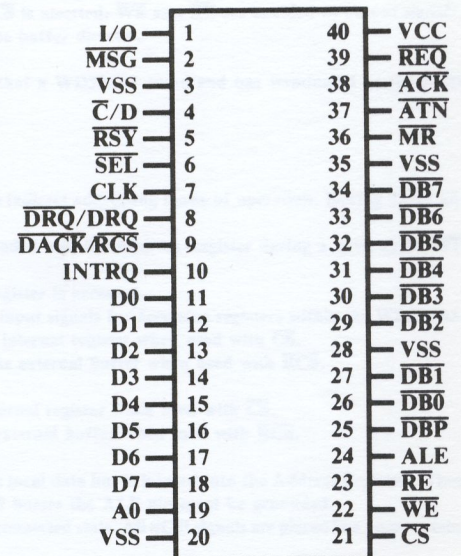 I/O 1 40 VCC
MSG 2 39 REQ
VSS 3 38 ACK
C/D 4 37 ATN
RSY 5 36 MR
SEL 6 35 VSS
CLK 7 34 DB7
DRQ/DRQ 8 33 DB6
DACK/RCS 9 32 DB5
INTRQ 10 31 DB4
D0 11 30 DB3
D1 12 29 DB2
D2 13 28 VSS
D3 14 27 DB1
D4 15 26 DB0
D5 16 25 DBP
D6 17 24 ALE
D7 18 23 RE
A0 19 22 WE
VSS 20 21 CS